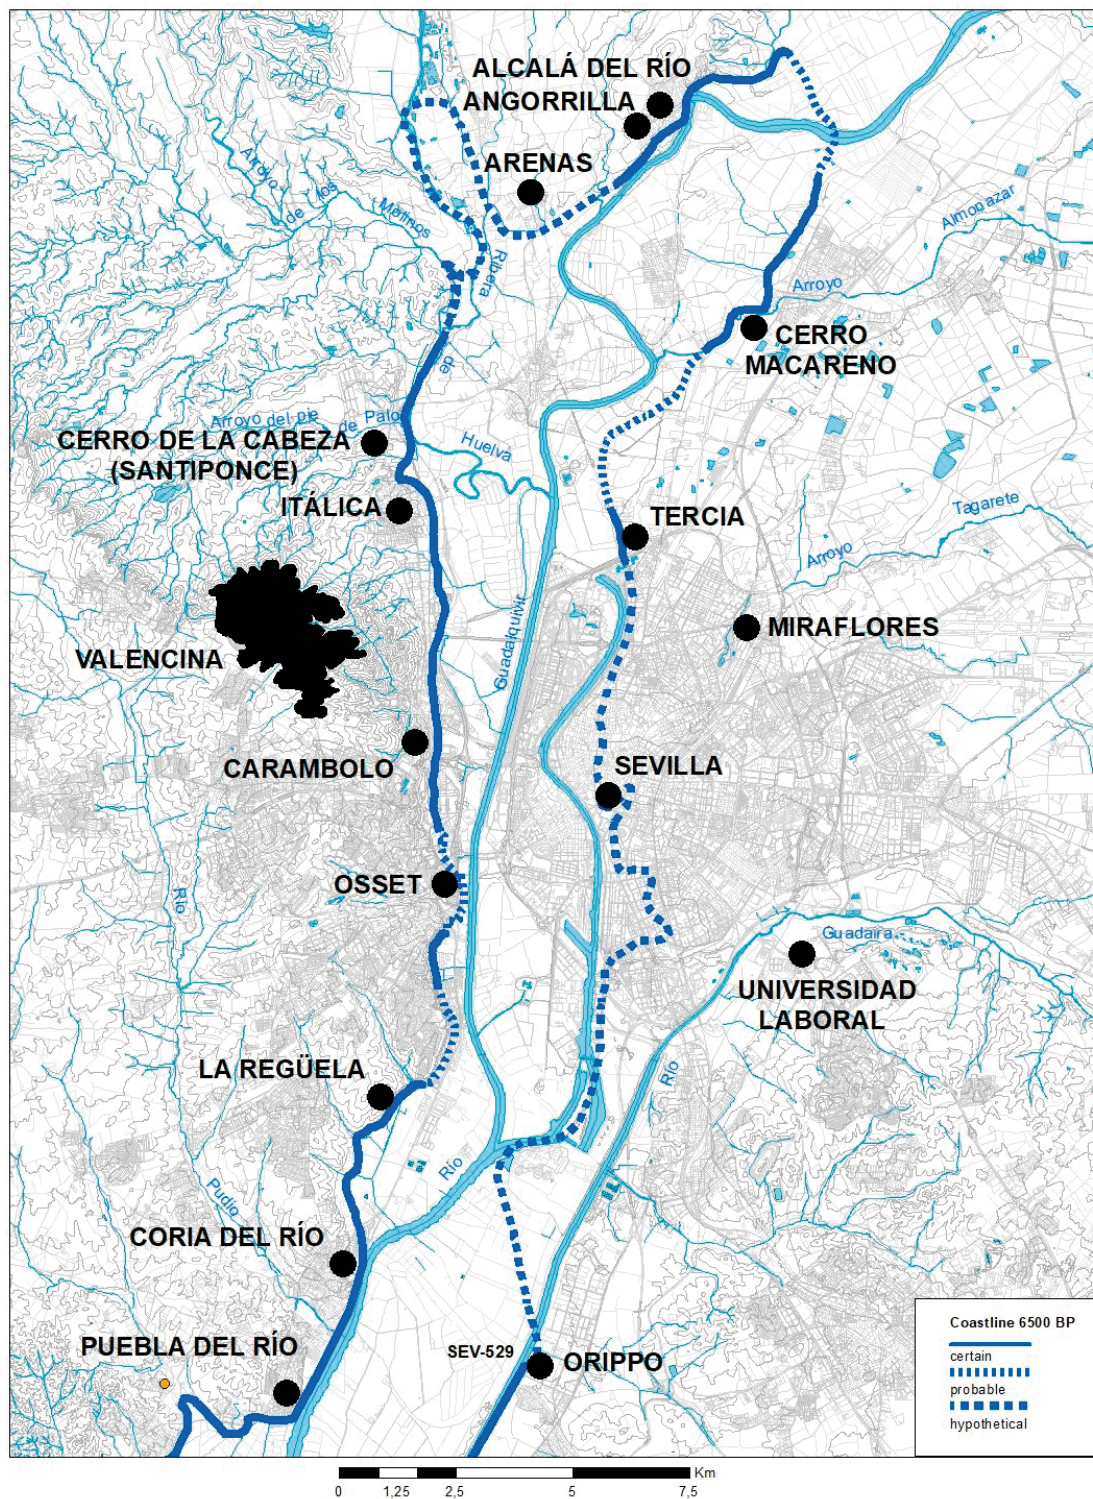 ALCALÁ DEL RÍO
ANGORRILLA
ARENAS
Arroyo
de los
Molinos
Ribera
de
Huelva
Almonazar
Arroyo
CERRO
MACARENO
Arroyo del pie
de Palo
CERRO DE LA CABEZA
(SANTIPONCE)
ITÁLICA
TERCIA
Tagarete
Arroyo
Guadalquivir
MIRAFLORES
VALENCINA
CARAMBOLO
SEVILLA
OSSET
Río
Guadaira
UNIVERSIDAD
LABORAL
LA REGÜELA
Río
Río
Pudio
CORIA DEL RÍO
PUEBLA DEL RÍO
SEV-529
ORIPPO
Coastline 6500 BP
certain
probable
hypothetical
Km
0 1,25 2,5 5 7,5